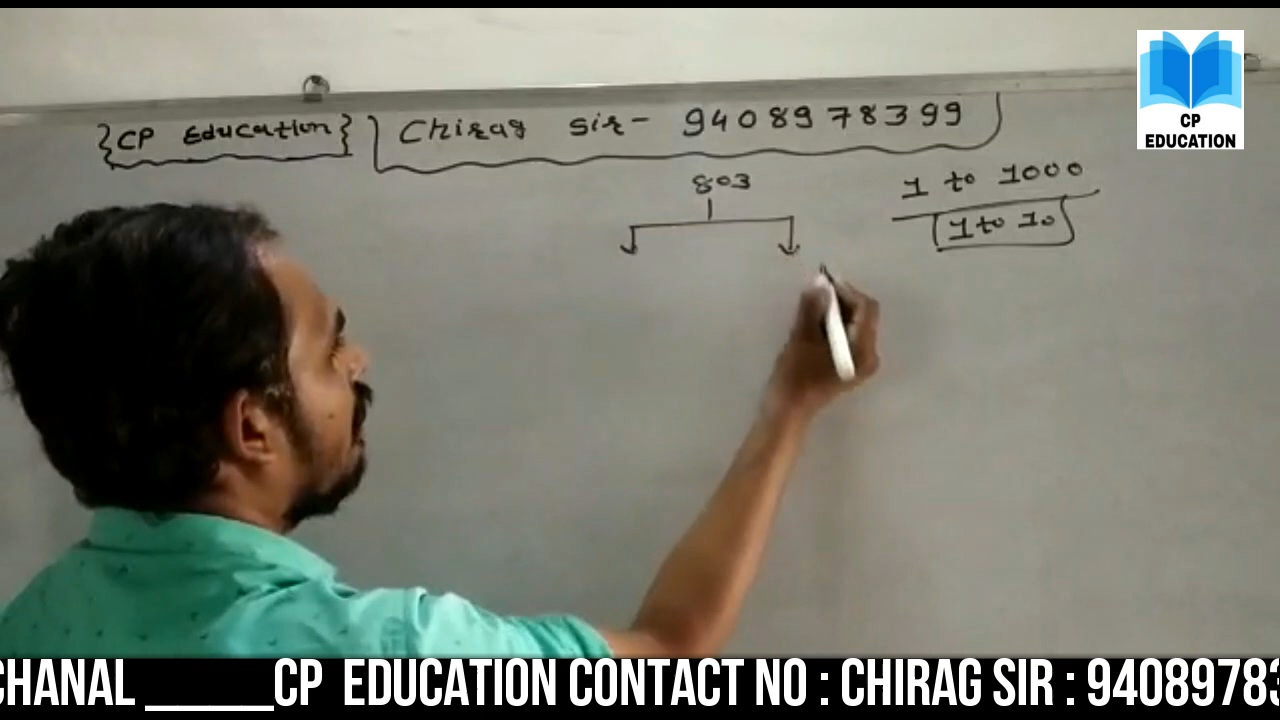 {CP Education} Chirag Sir- 9408978399
CP
EDUCATION
803
1 to 1000
1 to 10
CHANAL _____CP EDUCATION CONTACT NO : CHIRAG SIR : 94089783